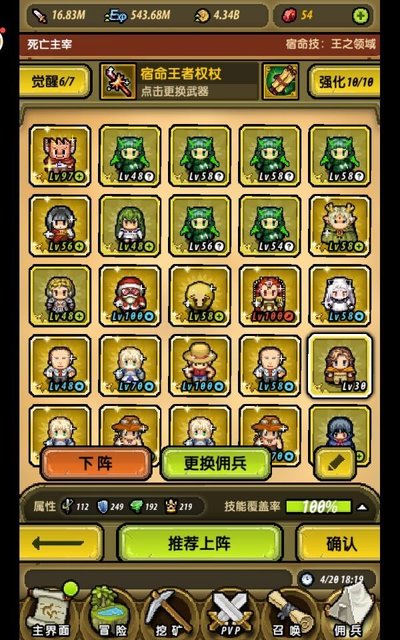 16.83M Exp 543.68M 4.34B 54
死亡主宰 宿命技：王之领域
觉醒6/7 宿命王者权杖 强化10/10
点击更换武器
Lv97 Lv48 Lv58 Lv58 Lv58
Lv58 Lv48 Lv56 Lv54 Lv58
Lv48 Lv100 Lv58 Lv100 Lv58
Lv48 Lv70 Lv100 Lv58 Lv30
下阵 更换佣兵
属性 112 249 192 219 技能覆盖率 100%
推荐上阵 确认
4/20 18:19
主界面 冒险 挖矿 PVP 召唤 佣兵